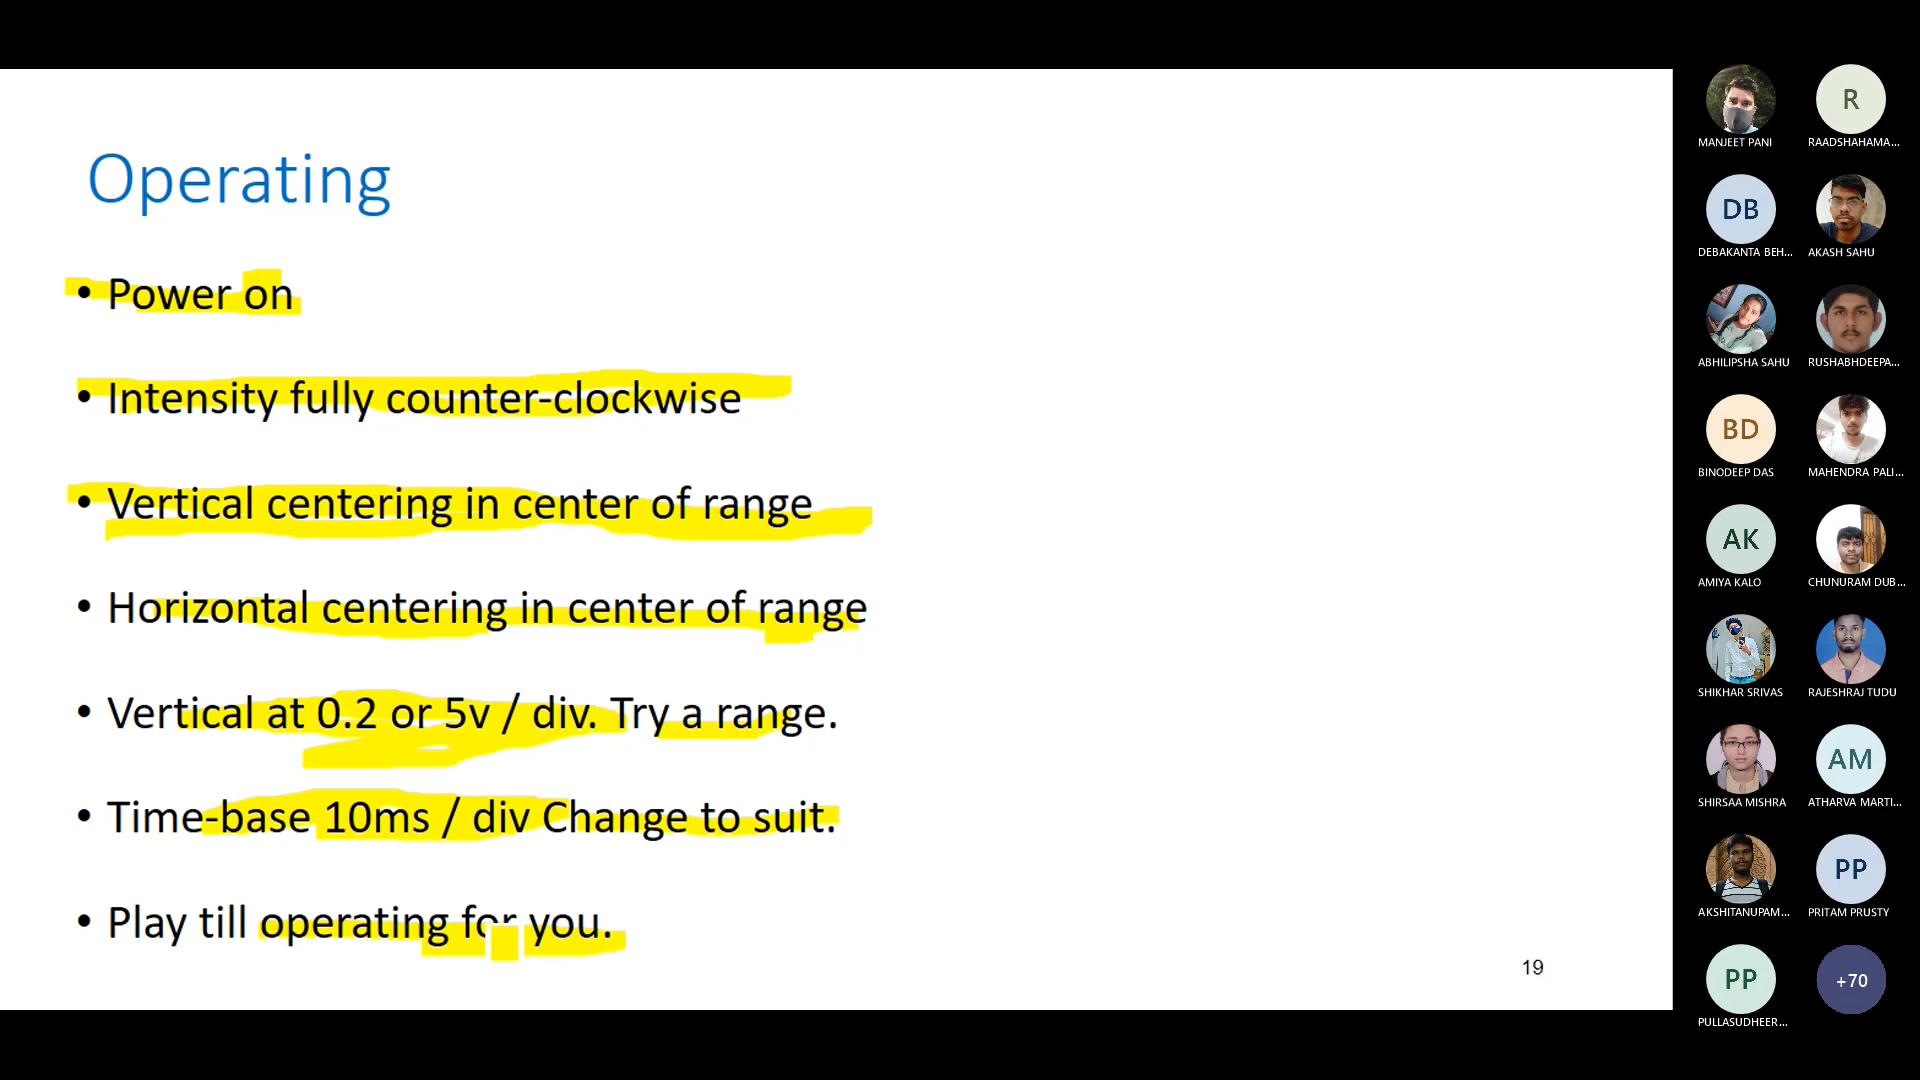 Operating
• Power on
• Intensity fully counter-clockwise
• Vertical centering in center of range
• Horizontal centering in center of range
• Vertical at 0.2 or 5v / div. Try a range.
• Time-base 10ms / div Change to suit.
• Play till operating for you.
19
MANJEET PANI
R
RAADSHAHAMA...
DB
DEBAKANTA BEH...
AKASH SAHU
ABHILIPSHA SAHU
RUSHABHDEEPA...
BD
BINODEEP DAS
MAHENDRA PALI...
AK
AMIYA KALO
CHUNURAM DUB...
SHIKHAR SRIVAS
RAJESHRAJ TUDU
SHIRSAA MISHRA
AM
ATHARVA MARTI...
AKSHITANUPAM...
PP
PRITAM PRUSTY
PP
PULLASUDHEER...
+70